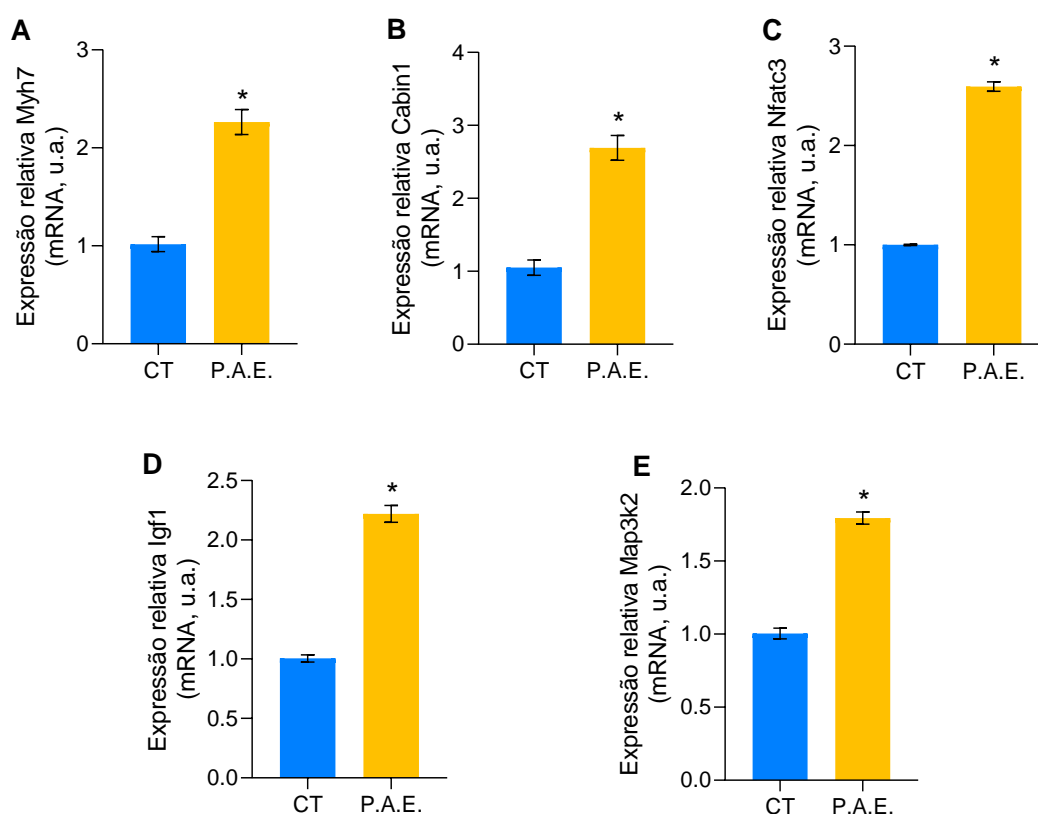 A
Expressão relativa Myh7
(mRNA, u.a.)
3
2
1
0
*
CT
P.A.E.
B
Expressão relativa Cabin1
(mRNA, u.a.)
4
3
2
1
0
*
CT
P.A.E.
C
Expressão relativa Nfatc3
(mRNA, u.a.)
3
2
1
0
*
CT
P.A.E.
D
Expressão relativa Igf1
(mRNA, u.a.)
2.5
2.0
1.5
1.0
0.5
0.0
*
CT
P.A.E.
E
Expressão relativa Map3k2
(mRNA, u.a.)
2.0
1.5
1.0
0.5
0.0
*
CT
P.A.E.